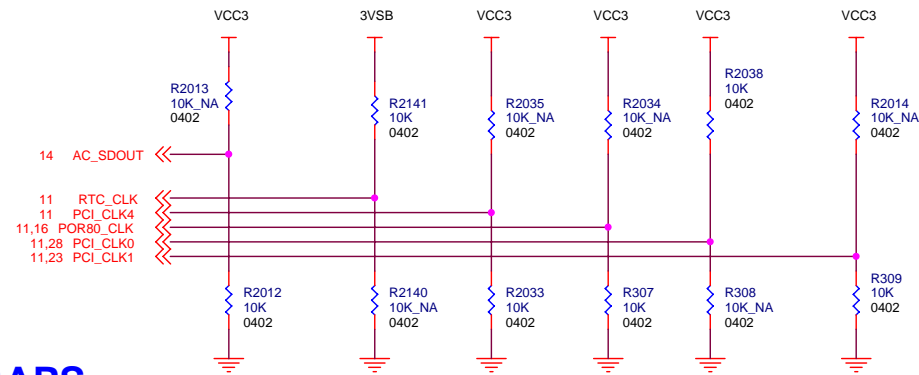 VCC3 3VSB VCC3 VCC3 VCC3 VCC3
R2013
10K_NA
0402
R2141
10K
0402
R2035
10K_NA
0402
R2034
10K_NA
0402
R2038
10K
0402
R2014
10K_NA
0402
14 AC_SDOUT
11 RTC_CLK
11 PCI_CLK4
11,16 POR80_CLK
11,28 PCI_CLK0
11,23 PCI_CLK1
R2012
10K
0402
R2140
10K_NA
0402
R2033
10K
0402
R307
10K
0402
R308
10K_NA
0402
R309
10K
0402